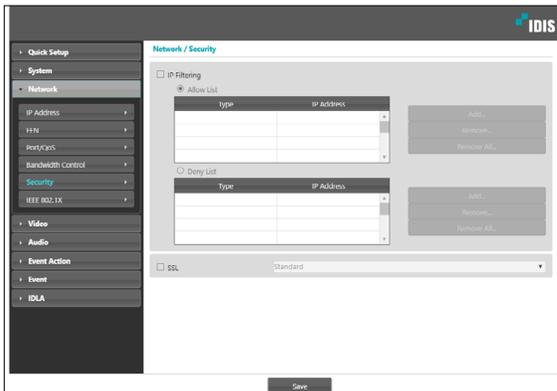 IDIS
Quick Setup
System
Network
IP Address
FEN
Port/QoS
Bandwidth Control
Security
IEEE 802.1X
Video
Audio
Event Action
Event
IDLA
Network / Security
IP Filtering
Allow List
Type IP Address
Add...
Remove...
Remove All...
Deny List
Type IP Address
Add...
Remove...
Remove All...
SSL Standard
Save